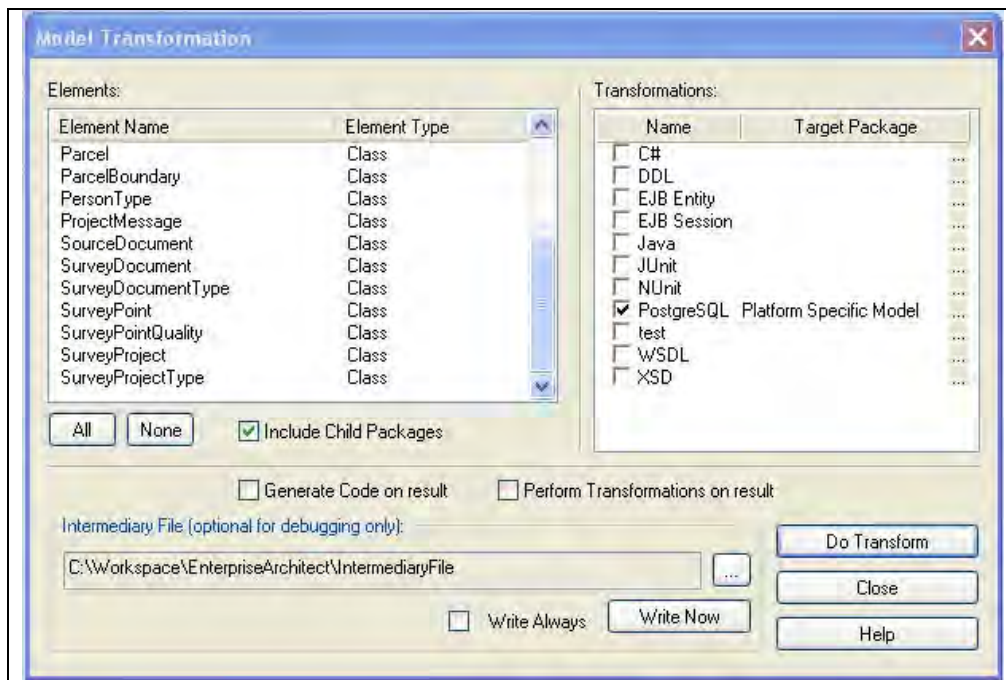 Model Transformation
Elements:
Element Name Element Type
Parcel Class
ParcelBoundary Class
PersonType Class
ProjectMessage Class
SourceDocument Class
SurveyDocument Class
SurveyDocumentType Class
SurveyPoint Class
SurveyPointQuality Class
SurveyProject Class
SurveyProjectType Class
All None Include Child Packages
Transformations:
Name Target Package
C# ...
DDL ...
EJB Entity ...
EJB Session ...
Java ...
JUnit ...
NUnit ...
PostgreSQL Platform Specific Model ...
test ...
WSDL ...
XSD ...
Generate Code on result Perform Transformations on result
Intermediary File (optional for debugging only):
C:\Workspace\EnterpriseArchitect\IntermediaryFile ...
Write Always Write Now
Do Transform
Close
Help